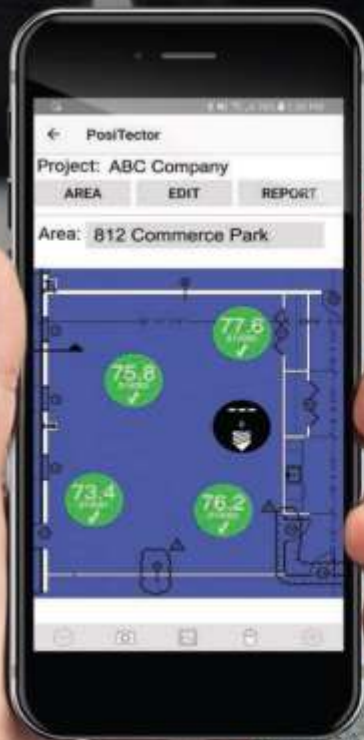 PosiTector
Project: ABC Company
AREA EDIT REPORT
Area: 812 Commerce Park
77.6
75.8
73.4
76.2